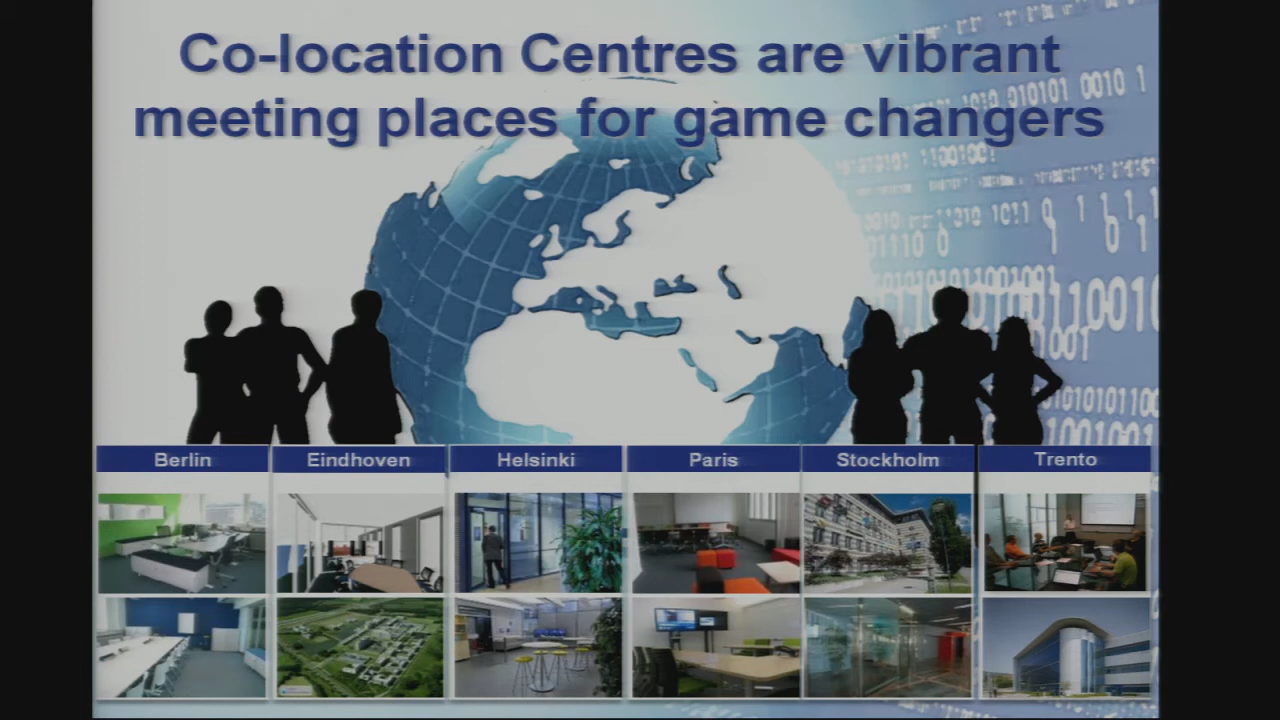 Co-location Centres are vibrant
meeting places for game changers
Berlin
Eindhoven
Helsinki
Paris
Stockholm
Trento